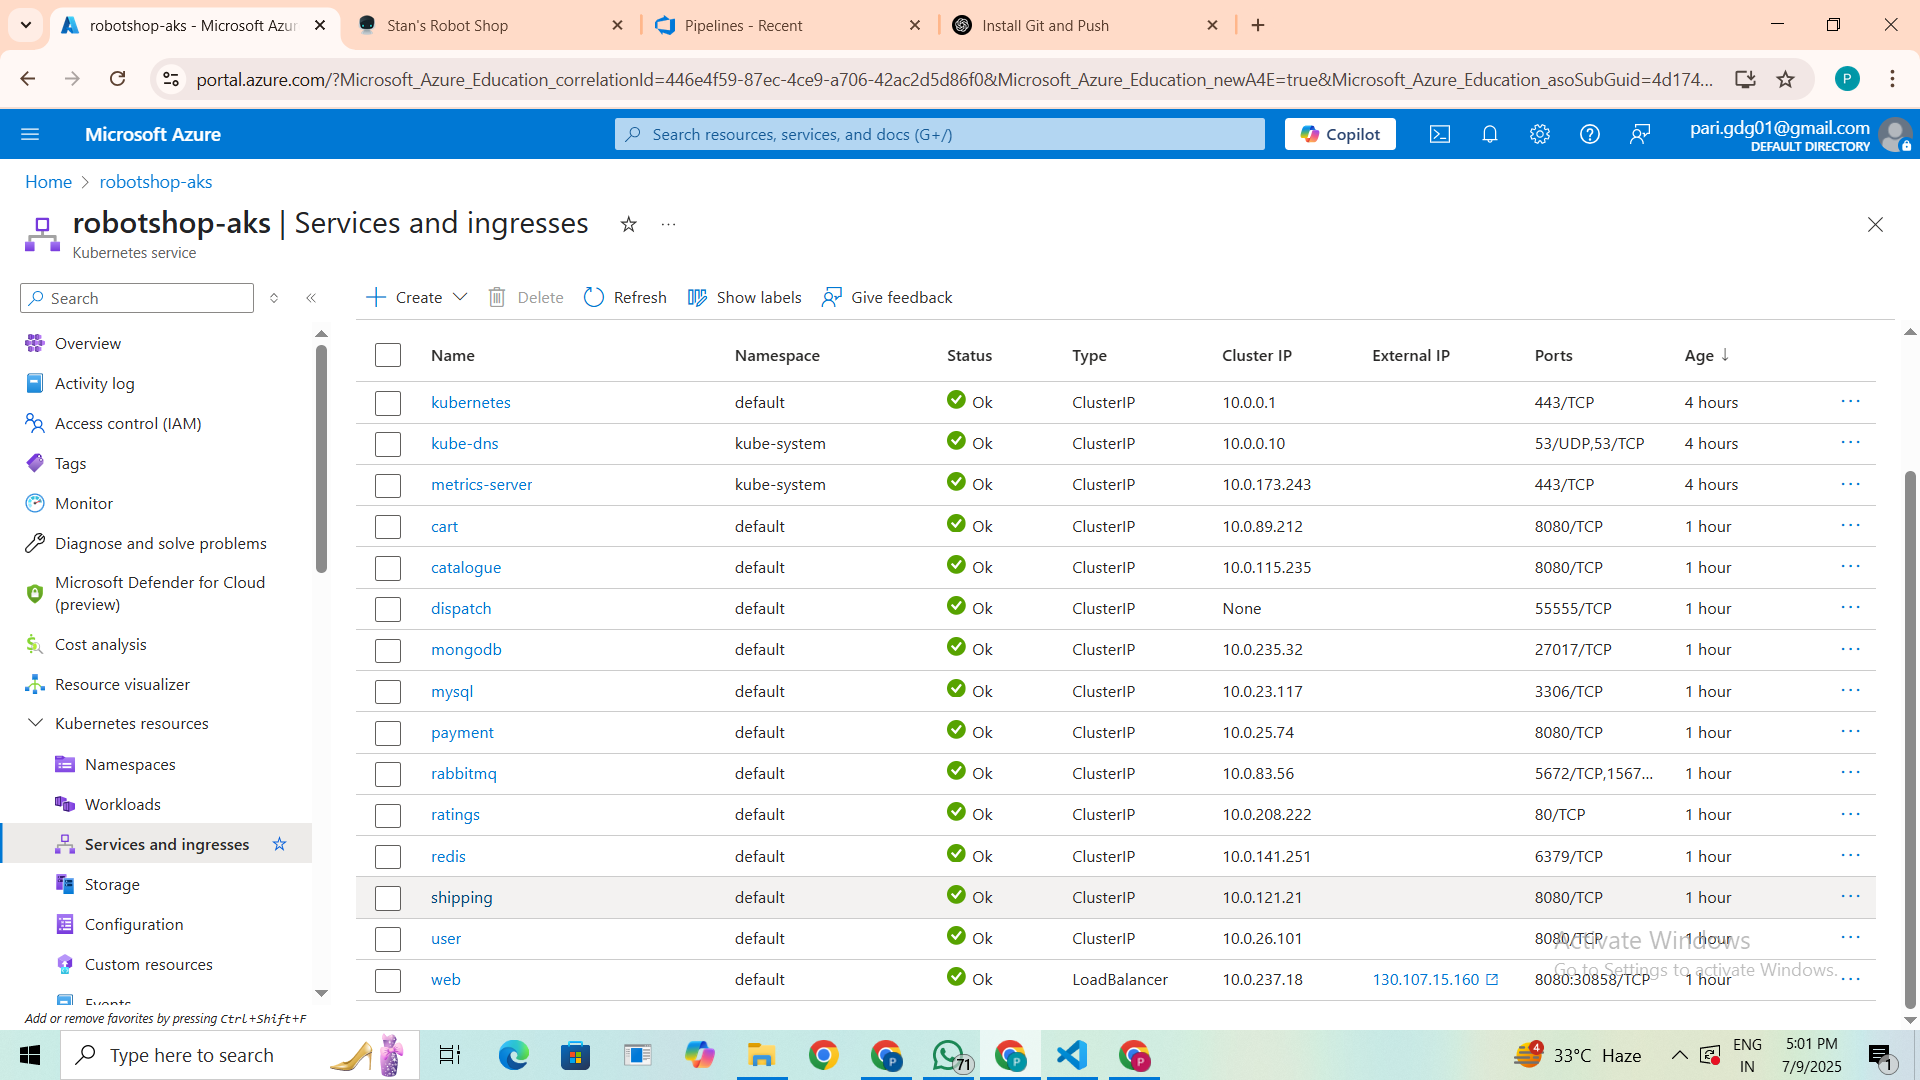 robotshop-aks - Microsoft Azur
Stan's Robot Shop
Pipelines - Recent
Install Git and Push
portal.azure.com/?Microsoft_Azure_Education_correlationId=446e4f59-87ec-4ce9-a706-42ac2d5d86f0&Microsoft_Azure_Education_newA4E=true&Microsoft_Azure_Education_asoSubGuid=4d174...
P
Microsoft Azure
Search resources, services, and docs (G+/)
Copilot
pari.gdg01@gmail.com
DEFAULT DIRECTORY
Home > robotshop-aks
robotshop-aks | Services and ingresses
Kubernetes service
Search
Overview
Activity log
Access control (IAM)
Tags
Monitor
Diagnose and solve problems
Microsoft Defender for Cloud
(preview)
Cost analysis
Resource visualizer
Kubernetes resources
Namespaces
Workloads
Services and ingresses
Storage
Configuration
Custom resources
Events
Add or remove favorites by pressing Ctrl+Shift+F
Create Delete Refresh Show labels Give feedback
Name Namespace Status Type Cluster IP External IP Ports Age ↓
kubernetes default Ok ClusterIP 10.0.0.1 443/TCP 4 hours
kube-dns kube-system Ok ClusterIP 10.0.0.10 53/UDP,53/TCP 4 hours
metrics-server kube-system Ok ClusterIP 10.0.173.243 443/TCP 4 hours
cart default Ok ClusterIP 10.0.89.212 8080/TCP 1 hour
catalogue default Ok ClusterIP 10.0.115.235 8080/TCP 1 hour
dispatch default Ok ClusterIP None 55555/TCP 1 hour
mongodb default Ok ClusterIP 10.0.235.32 27017/TCP 1 hour
mysql default Ok ClusterIP 10.0.23.117 3306/TCP 1 hour
payment default Ok ClusterIP 10.0.25.74 8080/TCP 1 hour
rabbitmq default Ok ClusterIP 10.0.83.56 5672/TCP,1567... 1 hour
ratings default Ok ClusterIP 10.0.208.222 80/TCP 1 hour
redis default Ok ClusterIP 10.0.141.251 6379/TCP 1 hour
shipping default Ok ClusterIP 10.0.121.21 8080/TCP 1 hour
user default Ok ClusterIP 10.0.26.101 8080/TCP 1 hour
web default Ok LoadBalancer 10.0.237.18 130.107.15.160 8080:30858/TCP 1 hour
Activate Windows
Go to Settings to activate Windows.
Type here to search
71
4
33°C Haze
ENG
IN
5:01 PM
7/9/2025
1